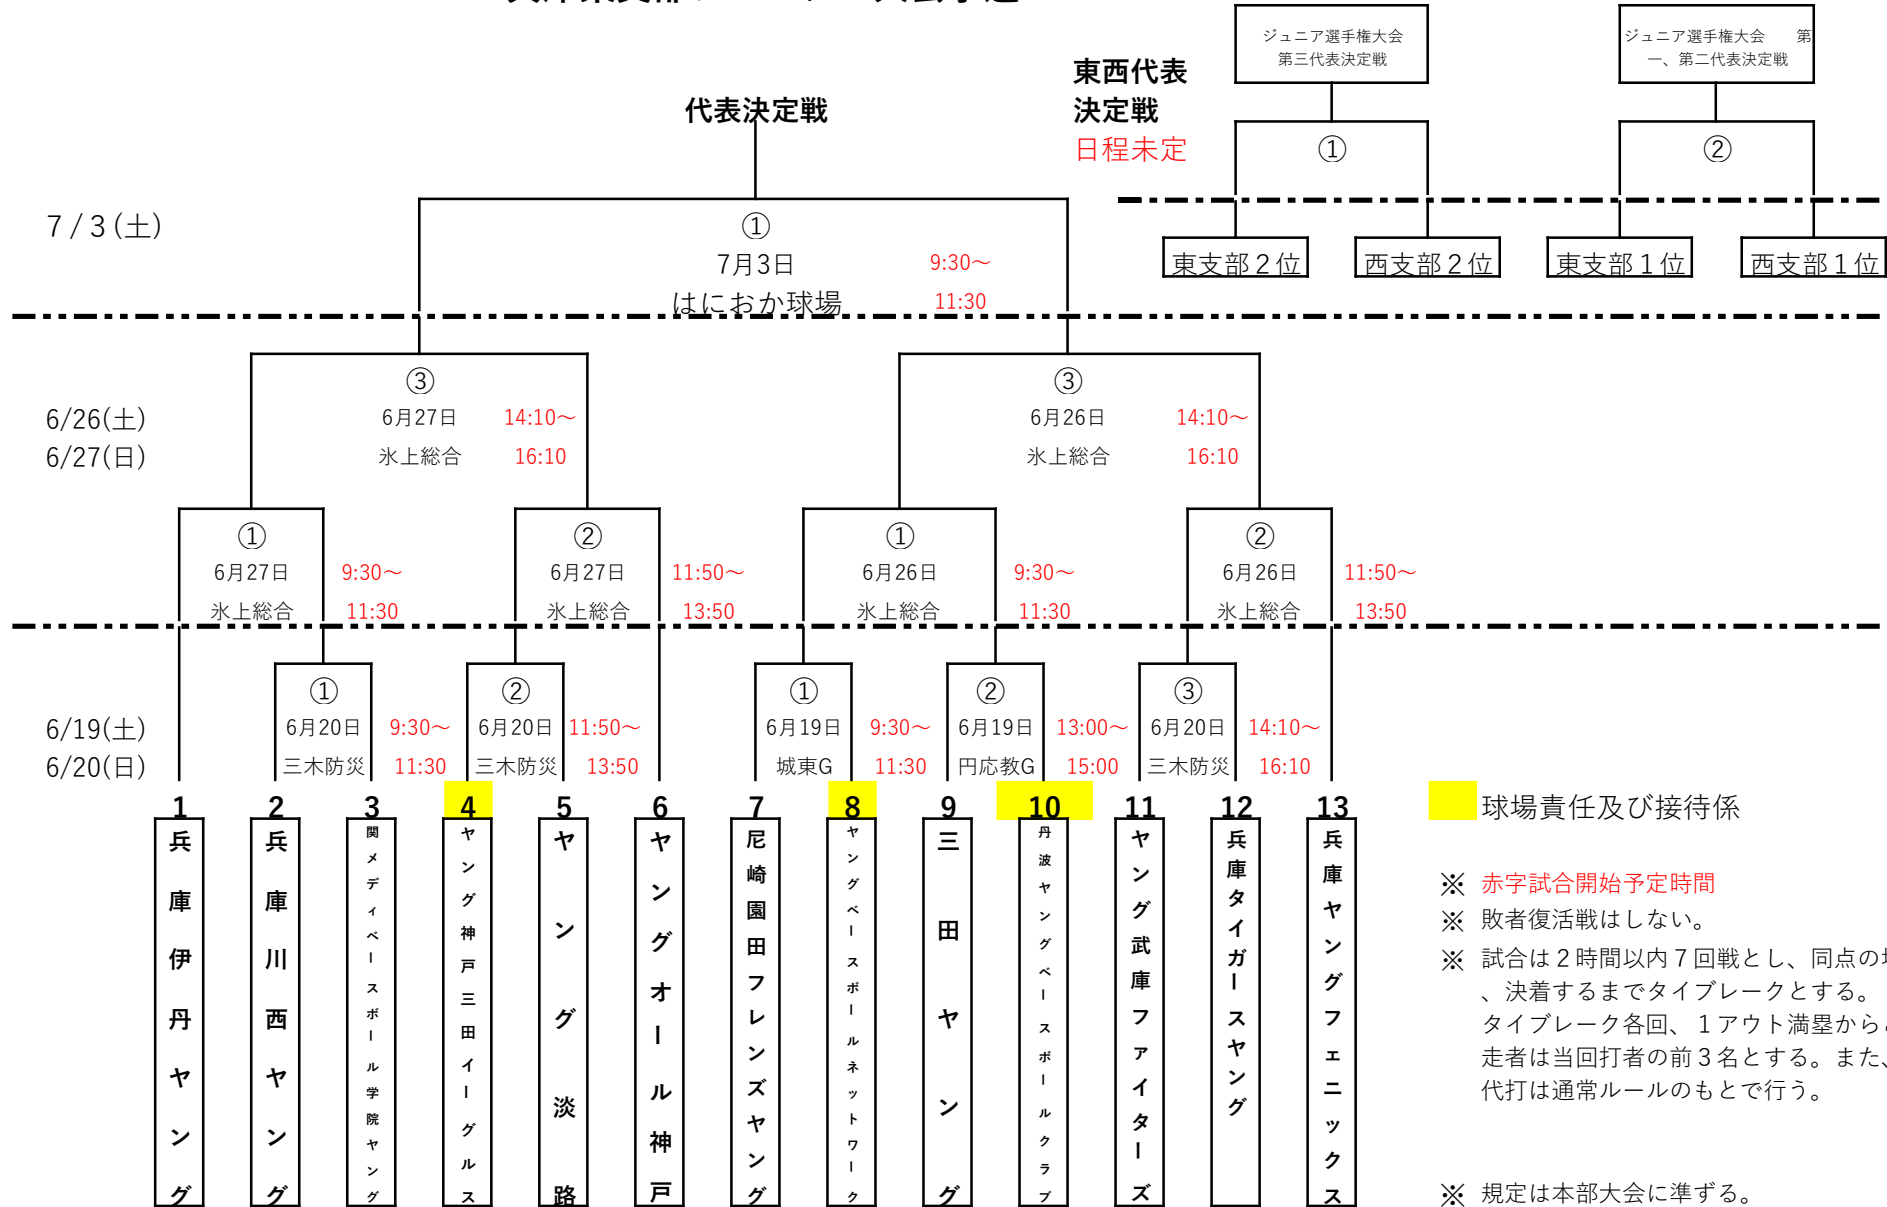 ジュニア選手権大会
第三代表決定戦
ジュニア選手権大会　第
一、第二代表決定戦
東西代表
決定戦
日程未定
代表決定戦
①
②
東支部２位
西支部２位
東支部１位
西支部１位
7 / 3 (土)
①
7月3日
9:30～
はにおか球場
11:30
③
③
6/26(土)
6月27日
14:10～
6月26日
14:10～
6/27(日)
氷上総合
16:10
氷上総合
16:10
①
②
①
②
6月27日
9:30～
6月27日
11:50～
6月26日
9:30～
6月26日
11:50～
氷上総合
11:30
氷上総合
13:50
氷上総合
11:30
氷上総合
13:50
①
②
①
②
③
6/19(土)
6月20日
9:30～
6月20日
11:50～
6月19日
9:30～
6月19日
13:00～
6月20日
14:10～
6/20(日)
三木防災
11:30
三木防災
13:50
城東G
11:30
円応教G
15:00
三木防災
16:10
1
2
3
4
5
6
7
8
9
10
11
12
13
兵庫伊丹ヤング
兵庫川西ヤング
関メディベースボール学院ヤング
ヤング神戸三田イーグルス
ヤング淡路
ヤングオール神戸
尼崎園田フレンズヤング
ヤングベースボールネットワーク
三田ヤング
丹波ヤングベースボールクラブ
ヤング武庫ファイターズ
兵庫タイガースヤング
兵庫ヤングフェニックス
球場責任及び接待係
※ 赤字試合開始予定時間
※ 敗者復活戦はしない。
※ 試合は２時間以内７回戦とし、同点の
、決着するまでタイブレークとする。
タイブレーク各回、１アウト満塁から
走者は当回打者の前３名とする。また、
代打は通常ルールのもとで行う。
※ 規定は本部大会に準ずる。